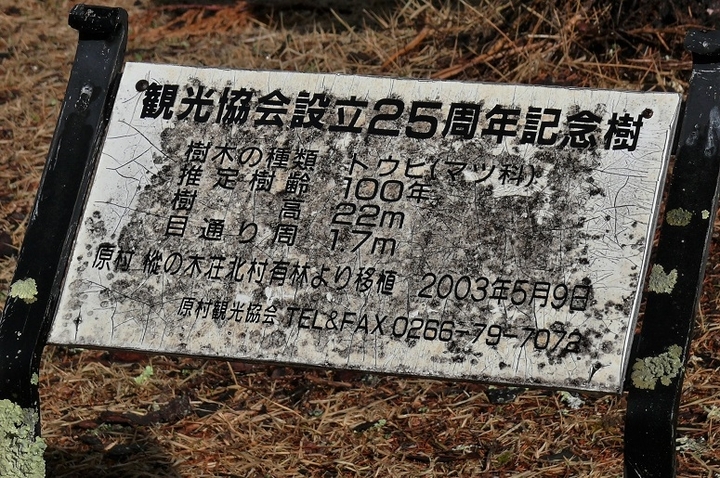 観光協会設立25周年記念樹
樹木の種類 トウヒ(マツ科)
推定樹齢 100年
樹高 22m
目通り周 1.7m
原村 樅の木荘北村有林より移植 2003年5月9日
原村観光協会 TEL&FAX.0266-79-7072